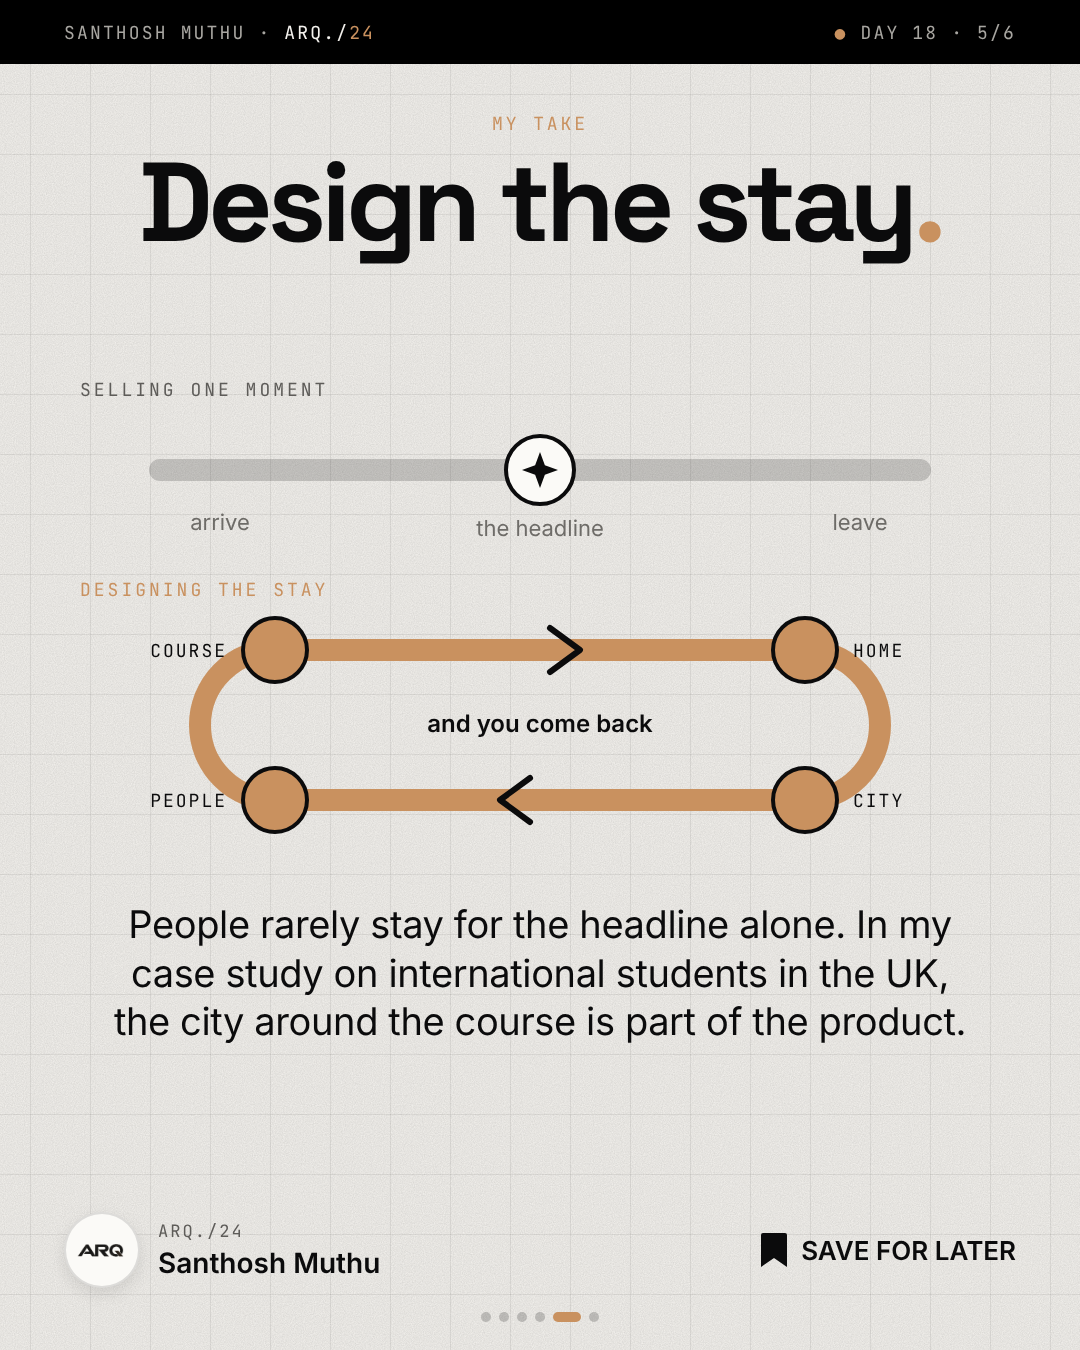 SANTHOSH MUTHU · ARQ./24
● DAY 18 · 5/6
MY TAKE
Design the stay.
SELLING ONE MOMENT
arrive
the headline
leave
DESIGNING THE STAY
COURSE
HOME
and you come back
PEOPLE
CITY
People rarely stay for the headline alone. In my
case study on international students in the UK,
the city around the course is part of the product.
ARQ
ARQ./24
Santhosh Muthu
SAVE FOR LATER